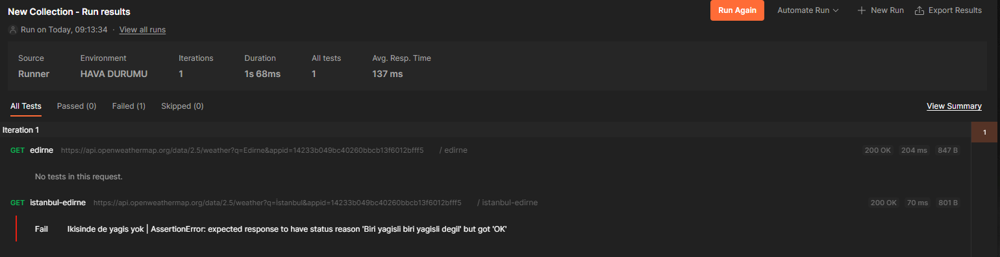 New Collection - Run results
Run Again Automate Run New Run Export Results
Run on Today, 09:13:34 · View all runs
Source Environment Iterations Duration All tests Avg. Resp. Time
Runner HAVA DURUMU 1 1s 68ms 1 137 ms
All Tests Passed (0) Failed (1) Skipped (0) View Summary
Iteration 1 1
GET edirne https://api.openweathermap.org/data/2.5/weather?q=Edirne&appid=14233b049bc40260bbcb13f6012bfff5 / edirne 200 OK 204 ms 847 B
No tests in this request.
GET istanbul-edirne https://api.openweathermap.org/data/2.5/weather?q=İstanbul&appid=14233b049bc40260bbcb13f6012bfff5 / istanbul-edirne 200 OK 70 ms 801 B
Fail Ikisinde de yagis yok | AssertionError: expected response to have status reason 'Biri yagisli biri yagisli degil' but got 'OK'